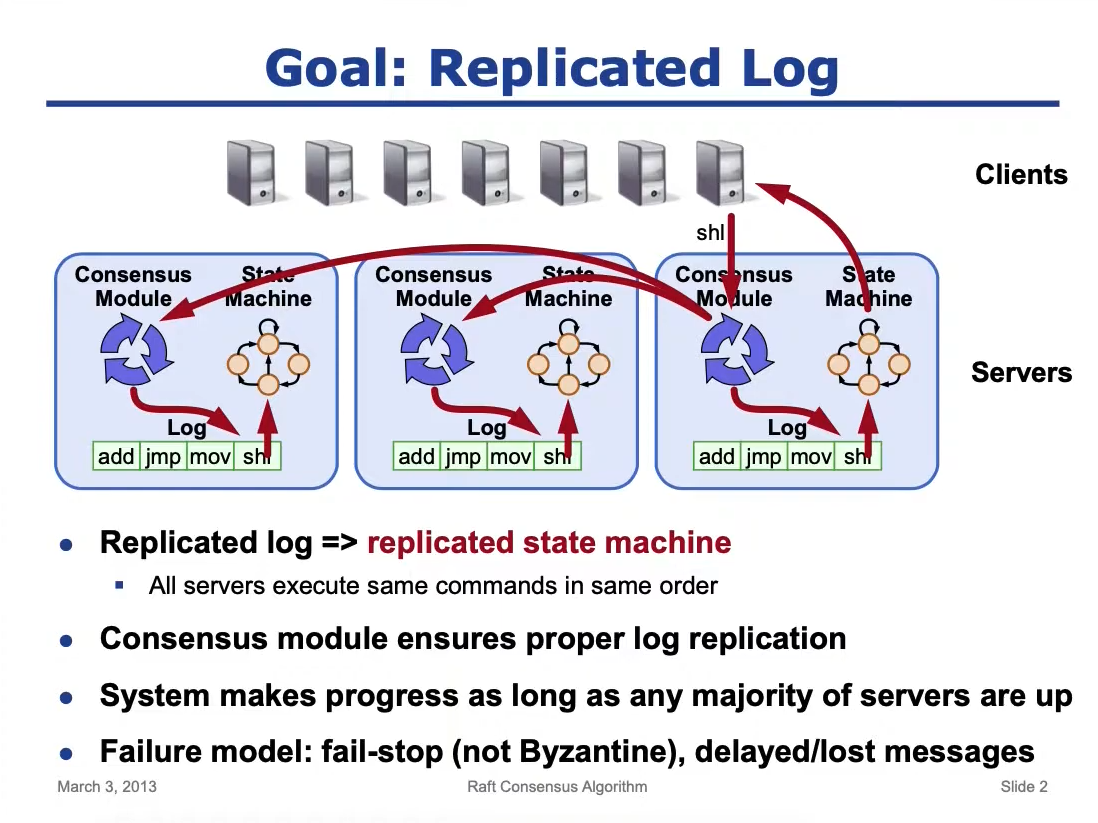 Goal: Replicated Log
Clients
shl
Consensus Module
State Machine
Consensus Module
State Machine
Consensus Module
State Machine
Servers
Log
add jmp mov shl
Log
add jmp mov shl
Log
add jmp mov shl
Replicated log => replicated state machine
All servers execute same commands in same order
Consensus module ensures proper log replication
System makes progress as long as any majority of servers are up
Failure model: fail-stop (not Byzantine), delayed/lost messages
March 3, 2013
Raft Consensus Algorithm
Slide 2